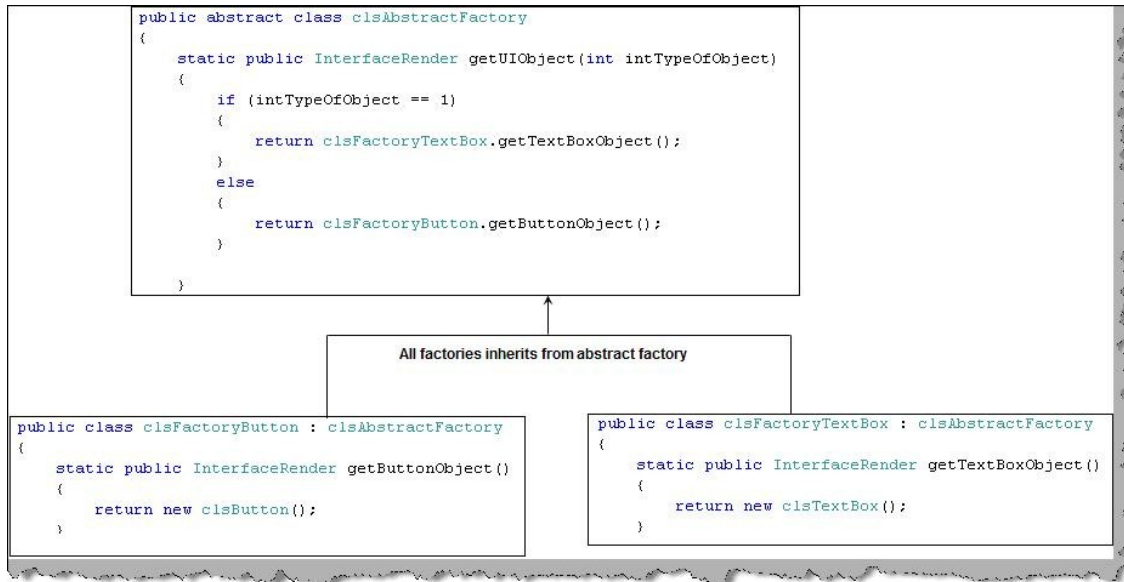 public abstract class clsAbstractFactory
{
static public InterfaceRender getUIObject(int intTypeOfObject)
{
if (intTypeOfObject == 1)
{
return clsFactoryTextBox.getTextBoxObject();
}
else
{
return clsFactoryButton.getButtonObject();
}
}
All factories inherits from abstract factory
public class clsFactoryButton : clsAbstractFactory
{
static public InterfaceRender getButtonObject()
{
return new clsButton();
}
public class clsFactoryTextBox : clsAbstractFactory
{
static public InterfaceRender getTextBoxObject()
{
return new clsTextBox();
}